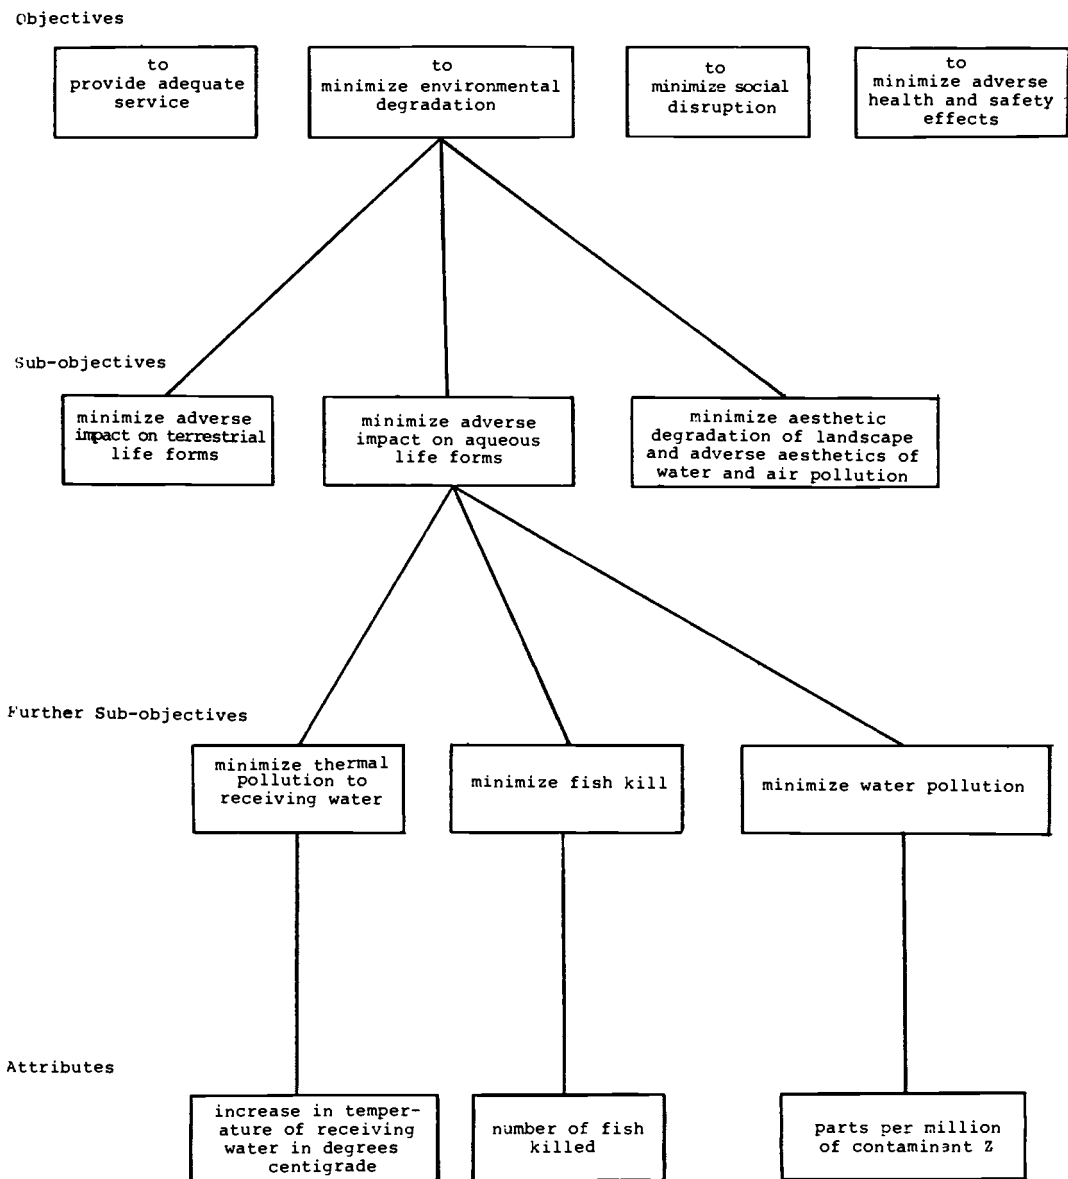 Objectives
to
provide adequate
service
to
minimize environmental
degradation
to
minimize social
disruption
to
minimize adverse
health and safety
effects
Sub-objectives
minimize adverse
impact on terrestrial
life forms
minimize adverse
impact on aqueous
life forms
minimize aesthetic
degradation of landscape
and adverse aesthetics of
water and air pollution
Further Sub-objectives
minimize thermal
pollution to
receiving water
minimize fish kill
minimize water pollution
Attributes
increase in temper-
ature of receiving
water in degrees
centigrade
number of fish
killed
parts per million
of contaminant Z